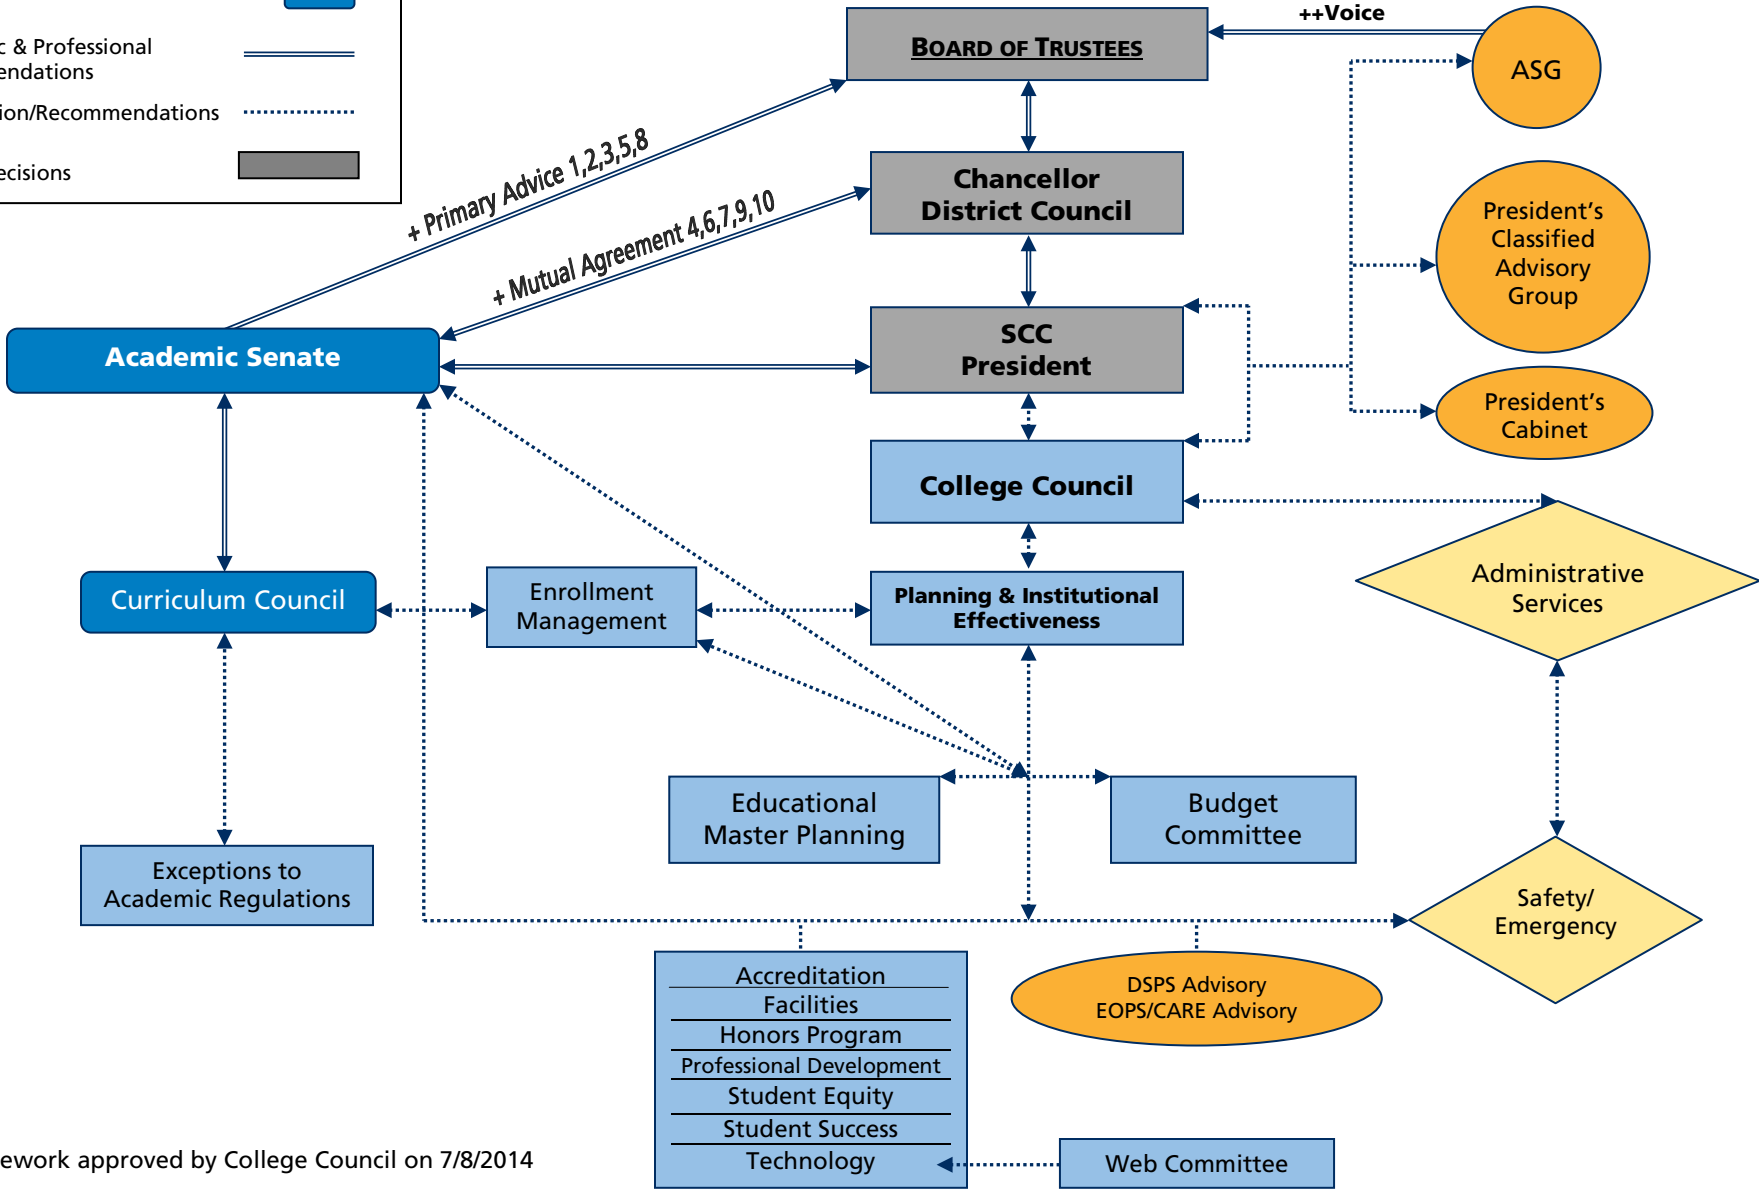 ++Voice
BOARD OF TRUSTEES
ASG
c & Professional
endations
ion/Recommendations
ecisions
+ Primary Advice 1,2,3,5,8
+ Mutual Agreement 4,6,7,9,10
Chancellor
District Council
President's
Classified
Advisory
Group
SCC
President
Academic Senate
President's
Cabinet
College Council
Administrative
Services
Curriculum Council
Enrollment
Management
Planning & Institutional
Effectiveness
Educational
Master Planning
Budget
Committee
Exceptions to
Academic Regulations
Safety/
Emergency
Accreditation
Facilities
Honors Program
Professional Development
Student Equity
Student Success
Technology
DSPS Advisory
EOPS/CARE Advisory
Web Committee
ework approved by College Council on 7/8/2014